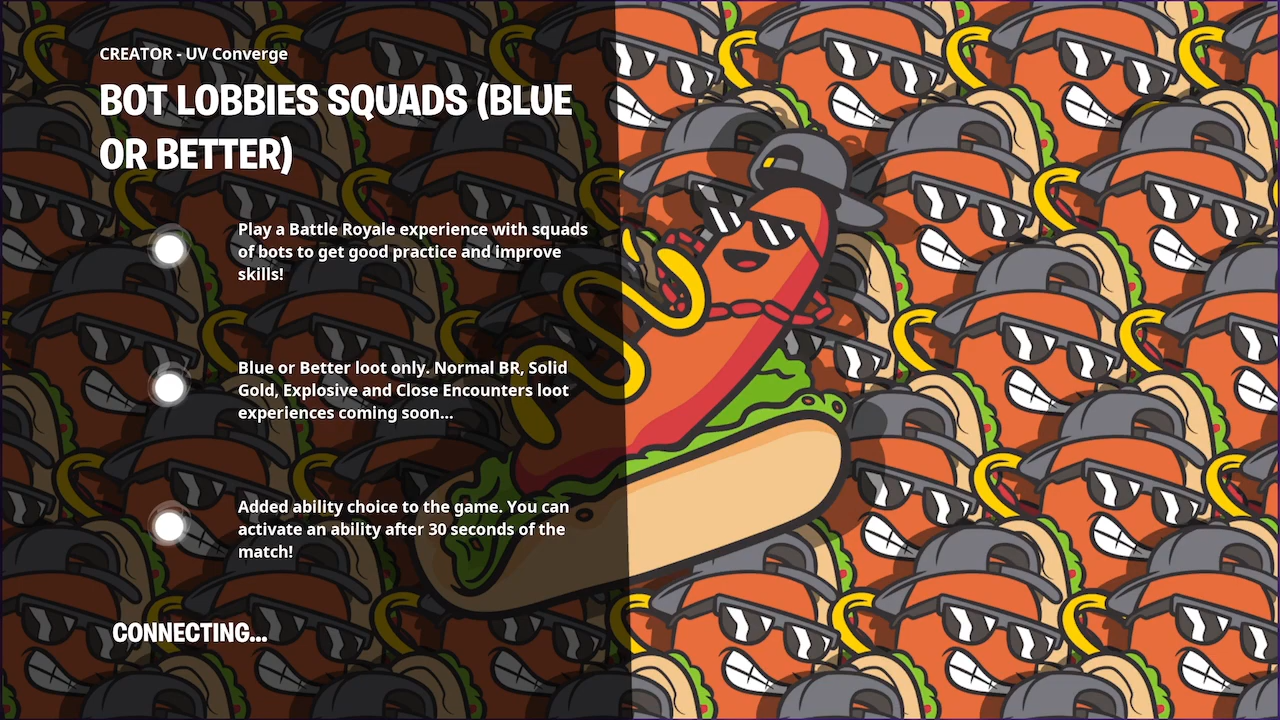 CREATOR - UV Converge
BOT LOBBIES SQUADS (BLUE
OR BETTER)
Play a Battle Royale experience with squads
of bots to get good practice and improve
skills!
Blue or Better loot only. Normal BR, Solid
Gold, Explosive and Close Encounters loot
experiences coming soon...
Added ability choice to the game. You can
activate an ability after 30 seconds of the
match!
CONNECTING...